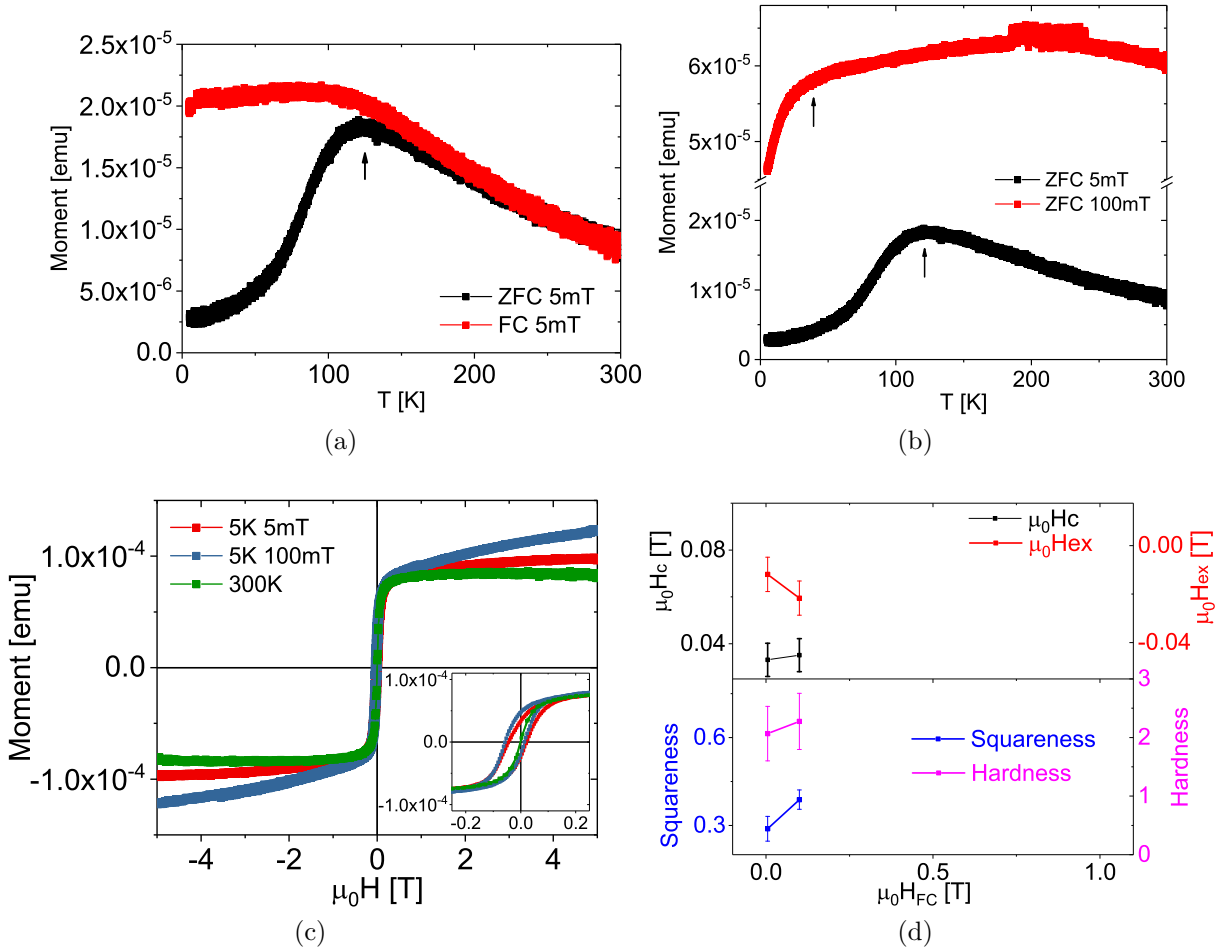 2.5x10⁻⁵
2.0x10⁻⁵
1.5x10⁻⁵
1.0x10⁻⁵
5.0x10⁻⁶
0.0
Moment [emu]
ZFC 5mT
FC 5mT
0 100 200 300
T [K]
(a)
6x10⁻⁵
5x10⁻⁵
2x10⁻⁵
1x10⁻⁵
0
Moment [emu]
ZFC 5mT
ZFC 100mT
0 100 200 300
T [K]
(b)
5K 5mT
5K 100mT
300K
1.0x10⁻⁴
0.0
-1.0x10⁻⁴
Moment [emu]
1.0x10⁻⁴
0.0
-1.0x10⁻⁴
-0.2 0.0 0.2
-4 -2 0 2 4
μ₀H [T]
(c)
μ₀Hc
μ₀Hex
0.08
0.04
μ₀Hc [T]
0.00
-0.04
μ₀Hex [T]
0.6
0.3
Squareness
Squareness
Hardness
3
2
1
0
Hardness
0.0 0.5 1.0
μ₀H_FC [T]
(d)